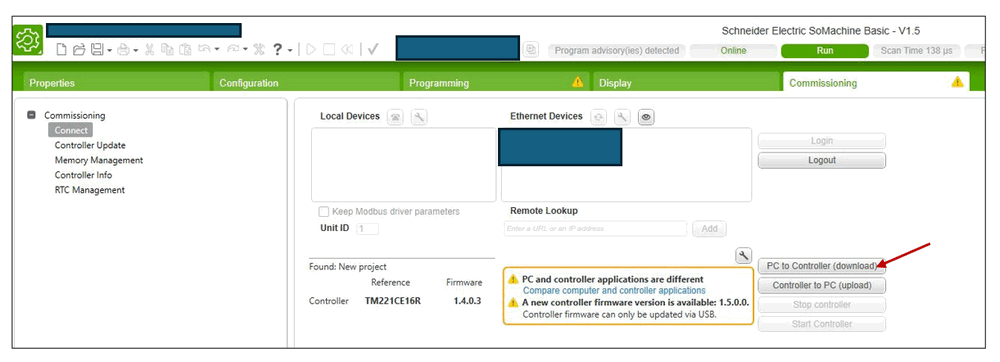 Schneider Electric SoMachine Basic - V1.5
Program advisory(ies) detected Online Run Scan Time 138 µs
Properties Configuration Programming Display Commissioning
Commissioning
Connect
Controller Update
Memory Management
Controller Info
RTC Management
Local Devices Ethernet Devices
Login
Logout
Keep Modbus driver parameters
Unit ID 1
Remote Lookup
Enter a URL or an IP address Add
Found: New project
Reference Firmware
Controller TM221CE16R 1.4.0.3
PC and controller applications are different
Compare computer and controller applications
A new controller firmware version is available: 1.5.0.0.
Controller firmware can only be updated via USB.
PC to Controller (download)
Controller to PC (upload)
Stop controller
Start Controller